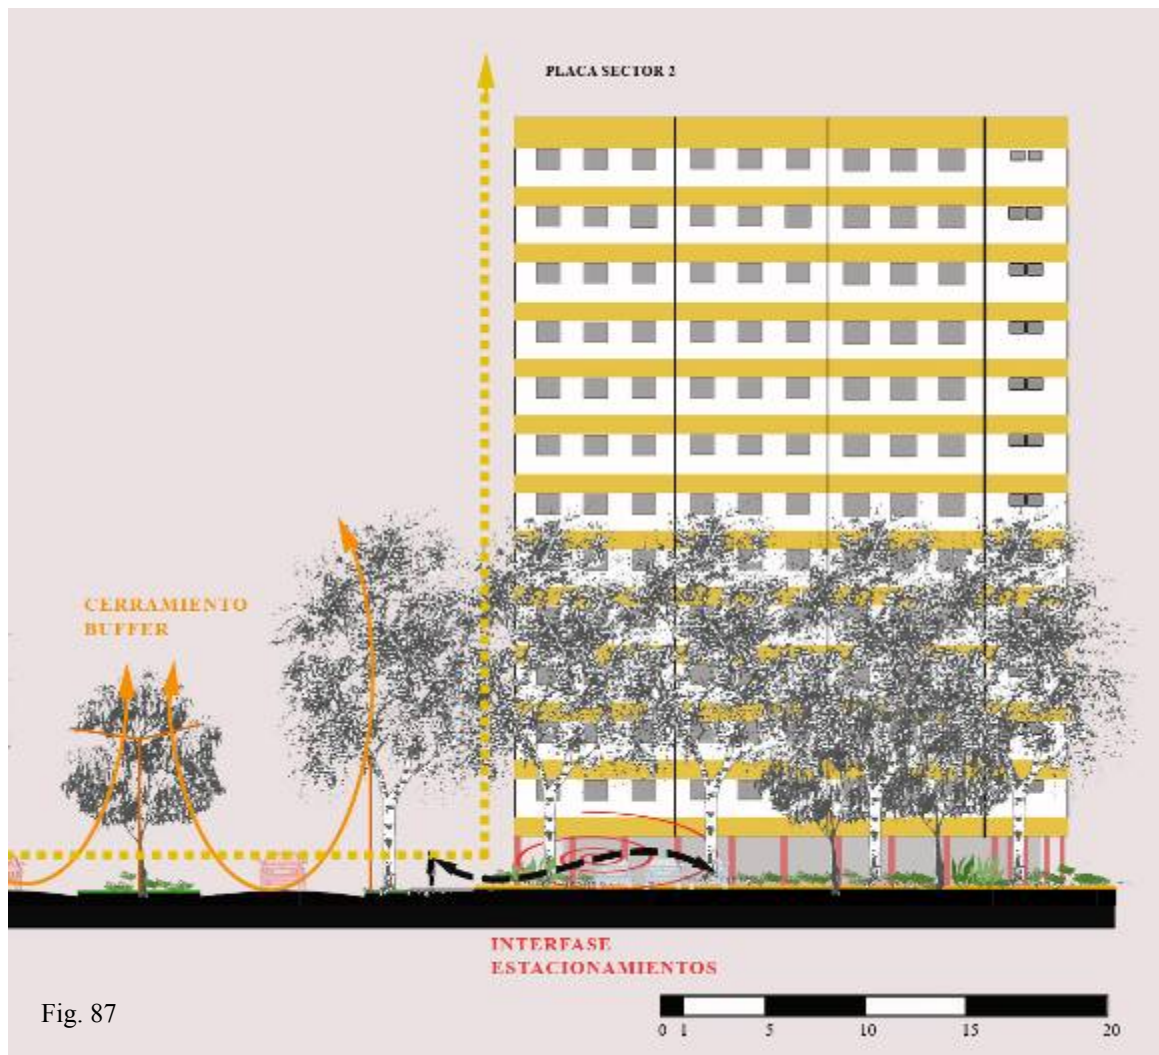 PLACA SECTOR 2
CERRAMIENTO
BUFFER
INTERFASE
ESTACIONAMIENTOS
Fig. 87
0 1 5 10 15 20